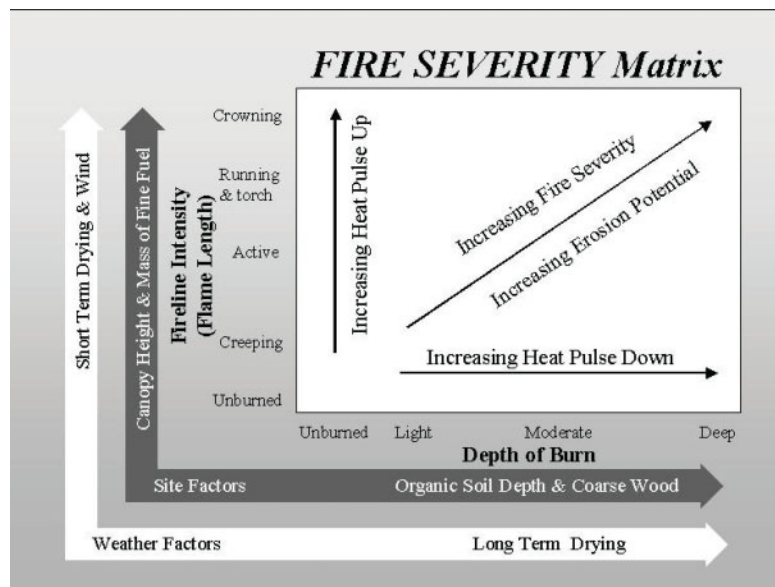 FIRE SEVERITY Matrix
Short Term Drying & Wind
Canopy Height & Mass of Fine Fuel
Fireline Intensity
(Flame Length)
Crowning
Running
& torch
Active
Creeping
Unburned
Increasing Heat Pulse Up
Increasing Fire Severity
Increasing Erosion Potential
Increasing Heat Pulse Down
Unburned
Light
Moderate
Deep
Depth of Burn
Site Factors
Organic Soil Depth & Coarse Wood
Weather Factors
Long Term Drying